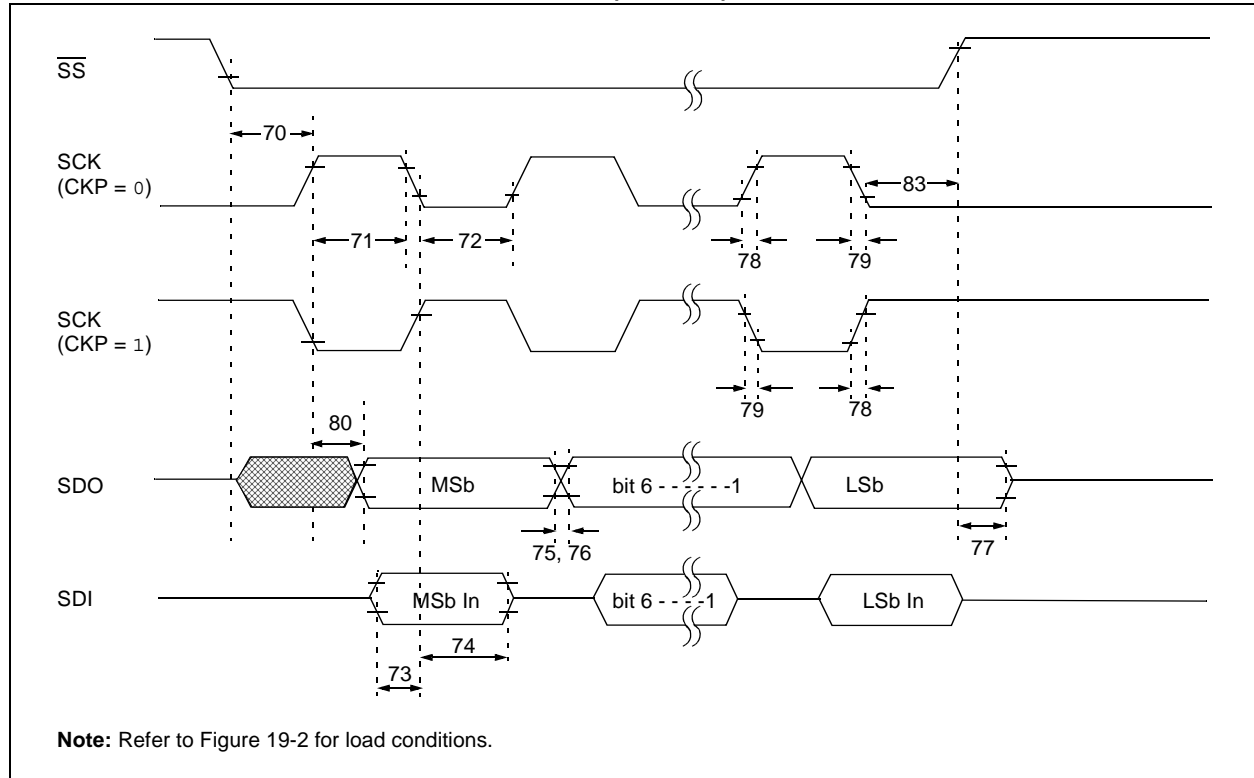 SS
70
SCK
(CKP = 0)
83
71
72
78
79
SCK
(CKP = 1)
79
78
80
SDO
MSb
bit 6 - - - - - -1
LSb
75, 76
77
SDI
MSb In
bit 6 - - - -1
LSb In
74
73
Note: Refer to Figure 19-2 for load conditions.